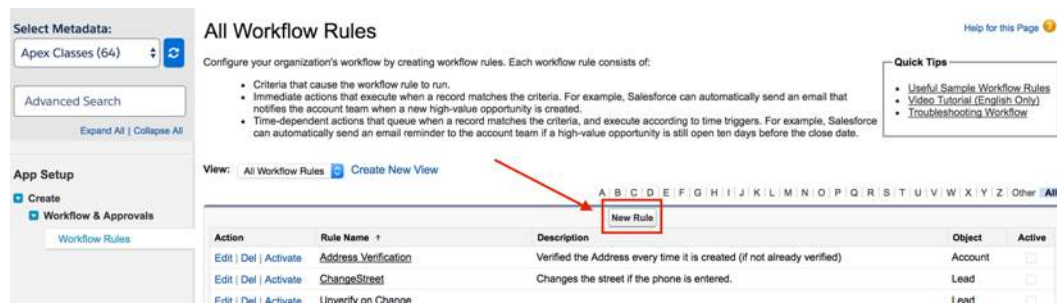 Select Metadata:
Apex Classes (64)
Advanced Search
Expand All | Collapse All
App Setup
Create
Workflow & Approvals
Workflow Rules
All Workflow Rules
Help for this Page
Configure your organization's workflow by creating workflow rules. Each workflow rule consists of:
• Criteria that cause the workflow rule to run.
• Immediate actions that execute when a record matches the criteria. For example, Salesforce can automatically send an email that
notifies the account team when a new high-value opportunity is created.
• Time-dependent actions that queue when a record matches the criteria, and execute according to time triggers. For example, Salesforce
can automatically send an email reminder to the account team if a high-value opportunity is still open ten days before the close date.
Quick Tips
• Useful Sample Workflow Rules
• Video Tutorial (English Only)
• Troubleshooting Workflow
View: All Workflow Rules Create New View
A | B | C | D | E | F | G | H | I | J | K | L | M | N | O | P | Q | R | S | T | U | V | W | X | Y | Z | Other | All
New Rule
Action Rule Name ↑ Description Object Active
Edit | Del | Activate Address Verification Verified the Address every time it is created (if not already verified) Account
Edit | Del | Activate ChangeStreet Changes the street if the phone is entered. Lead
Edit | Del | Activate Unverify on Change Lead